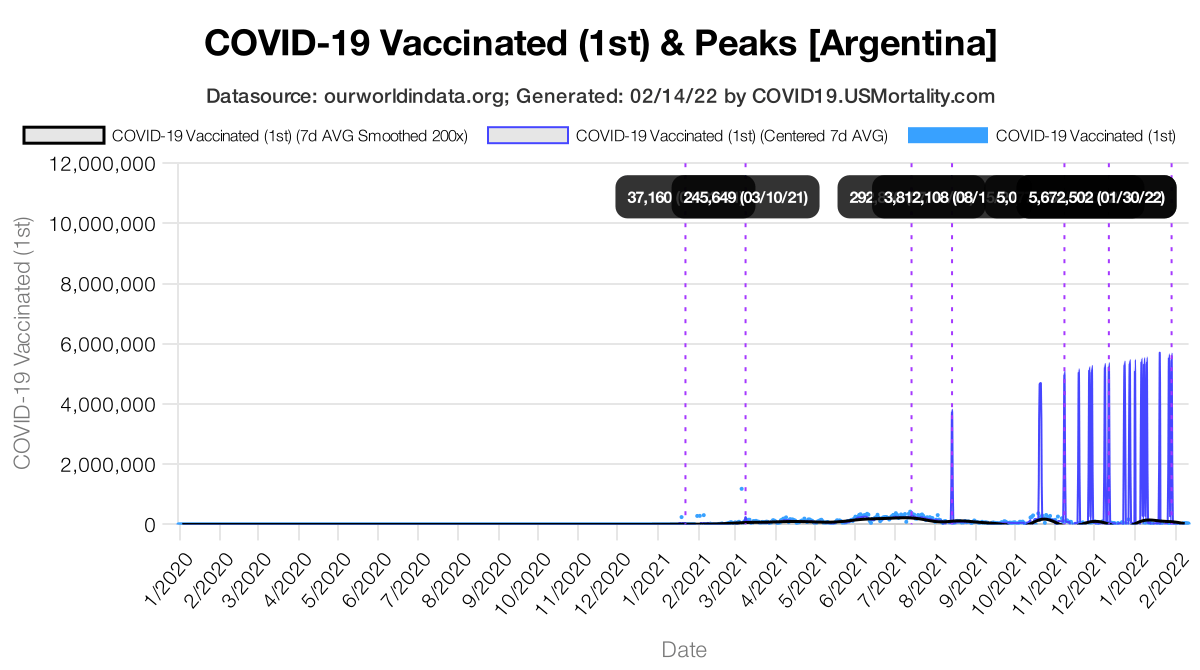 COVID-19 Vaccinated (1st) & Peaks [Argentina]
Datasource: ourworldindata.org; Generated: 02/14/22 by COVID19.USMortality.com
COVID-19 Vaccinated (1st) (7d AVG Smoothed 200x) COVID-19 Vaccinated (1st) (Centered 7d AVG) COVID-19 Vaccinated (1st)
12,000,000
37,160 245,649 (03/10/21) 3,812,108 (08/1 5,672,502 (01/30/22)
10,000,000
8,000,000
6,000,000
4,000,000
2,000,000
0
COVID-19 Vaccinated (1st)
1/2020 2/2020 3/2020 4/2020 5/2020 6/2020 7/2020 8/2020 9/2020 10/2020 11/2020 12/2020 1/2021 2/2021 3/2021 4/2021 5/2021 6/2021 7/2021 8/2021 9/2021 10/2021 11/2021 12/2021 1/2022 2/2022
Date